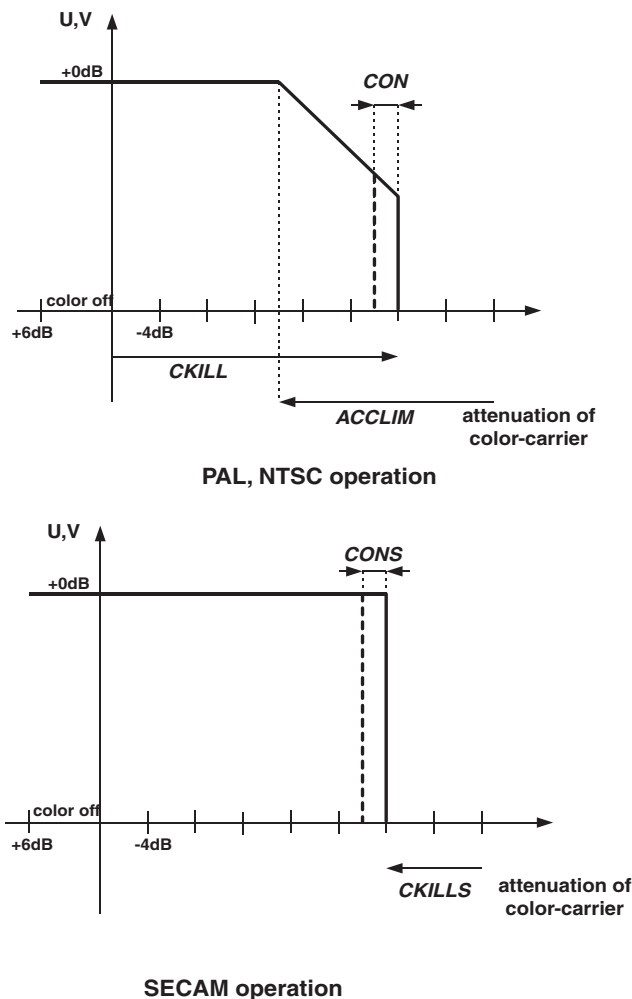 U,V
+0dB
CON
color off
+6dB
-4dB
CKILL
ACCLIM
attenuation of
color-carrier
PAL, NTSC operation
U,V
+0dB
CONS
color off
+6dB
-4dB
CKILLS
attenuation of
color-carrier
SECAM operation